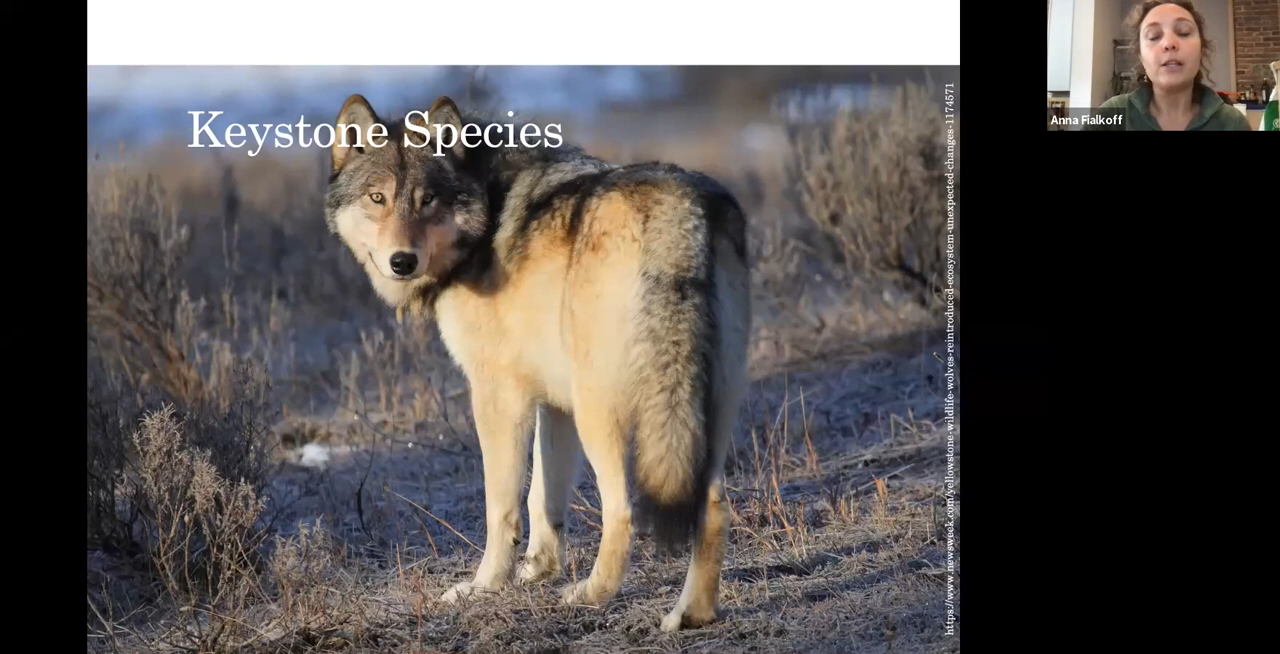 Keystone Species
https://www.newsweek.com/yellowstone-wildlife-wolves-reintroduced-ecosystem-unexpected-changes-1174571
Anna Fialkoff